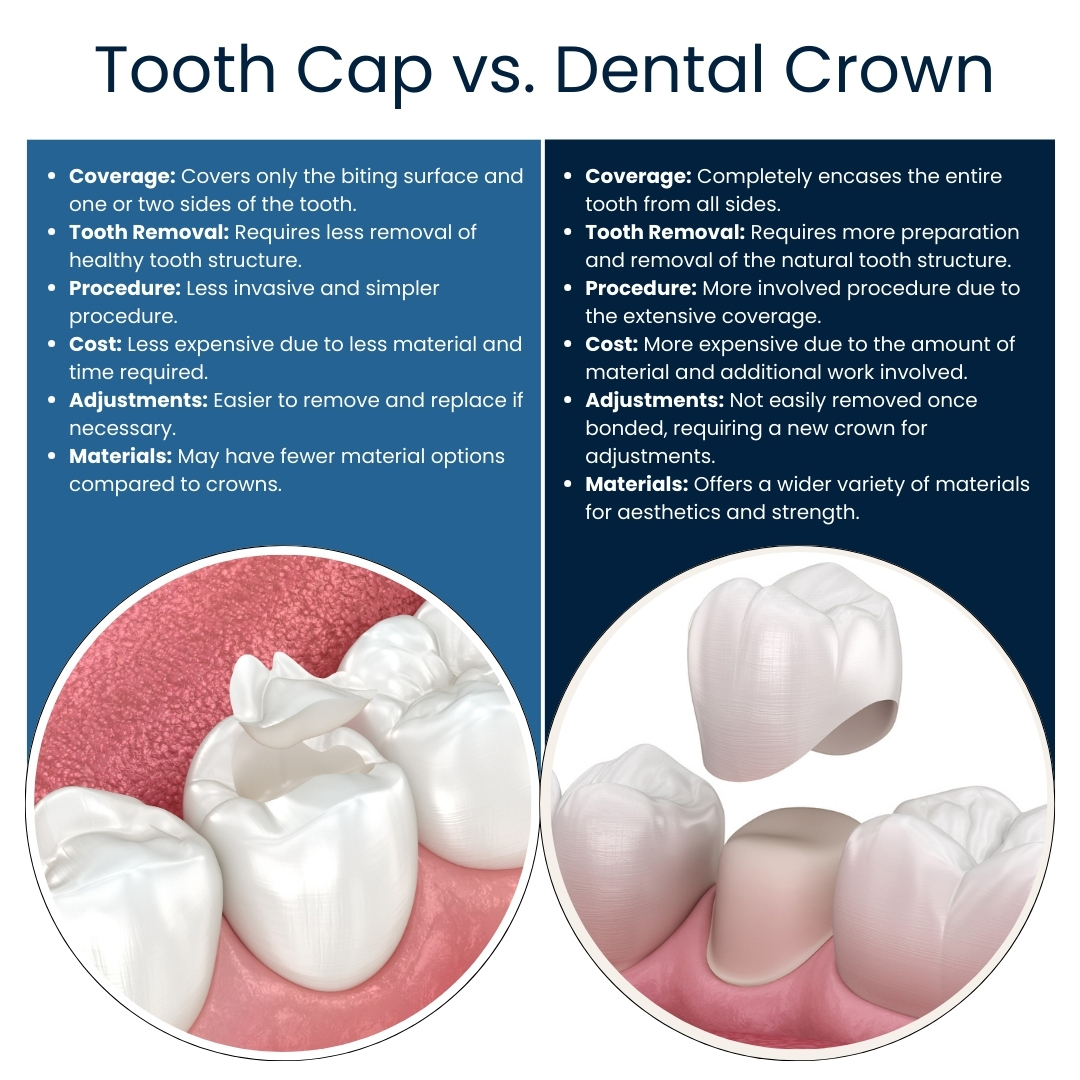 Tooth Cap vs. Dental Crown
• Coverage: Covers only the biting surface and
one or two sides of the tooth.
• Tooth Removal: Requires less removal of
healthy tooth structure.
• Procedure: Less invasive and simpler
procedure.
• Cost: Less expensive due to less material and
time required.
• Adjustments: Easier to remove and replace if
necessary.
• Materials: May have fewer material options
compared to crowns.
• Coverage: Completely encases the entire
tooth from all sides.
• Tooth Removal: Requires more preparation
and removal of the natural tooth structure.
• Procedure: More involved procedure due to
the extensive coverage.
• Cost: More expensive due to the amount of
material and additional work involved.
• Adjustments: Not easily removed once
bonded, requiring a new crown for
adjustments.
• Materials: Offers a wider variety of materials
for aesthetics and strength.